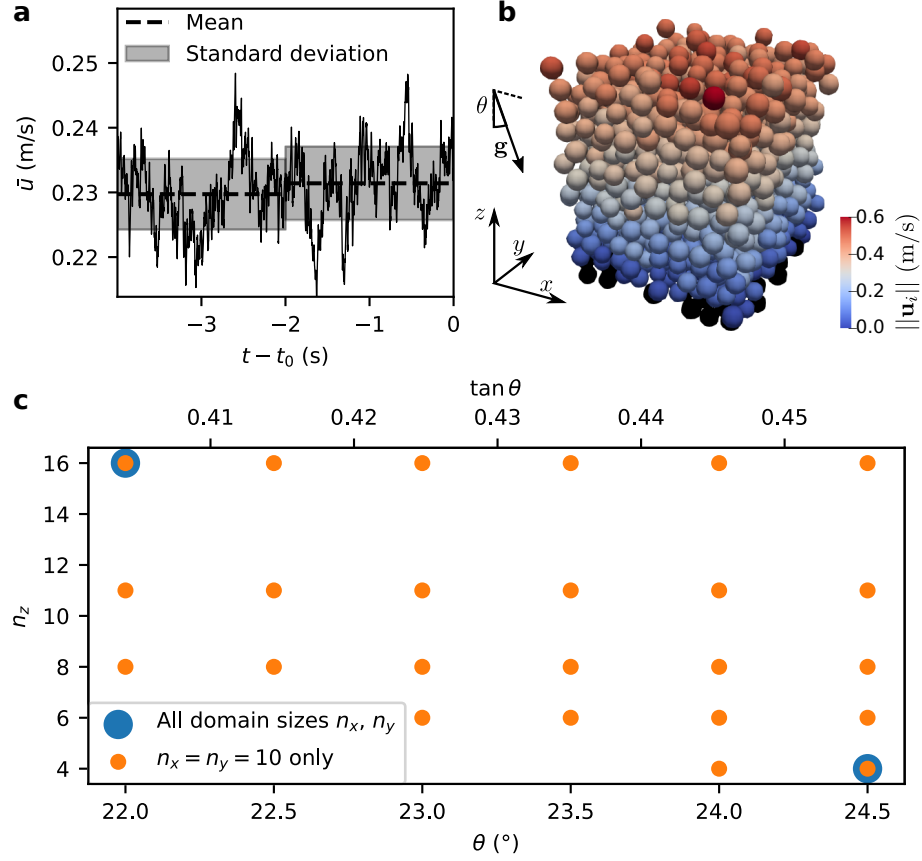 a
Mean
Standard deviation
0.25
0.24
0.23
0.22
ū (m/s)
−3
−2
−1
0
t − t₀ (s)
b
θ
g
z
y
x
0.6
0.4
0.2
0.0
||𝐮ᵢ|| (m/s)
c
tan θ
0.41
0.42
0.43
0.44
0.45
16
14
12
10
8
6
4
n_z
All domain sizes nₓ, n_y
nₓ = n_y = 10 only
22.0
22.5
23.0
23.5
24.0
24.5
θ (°)